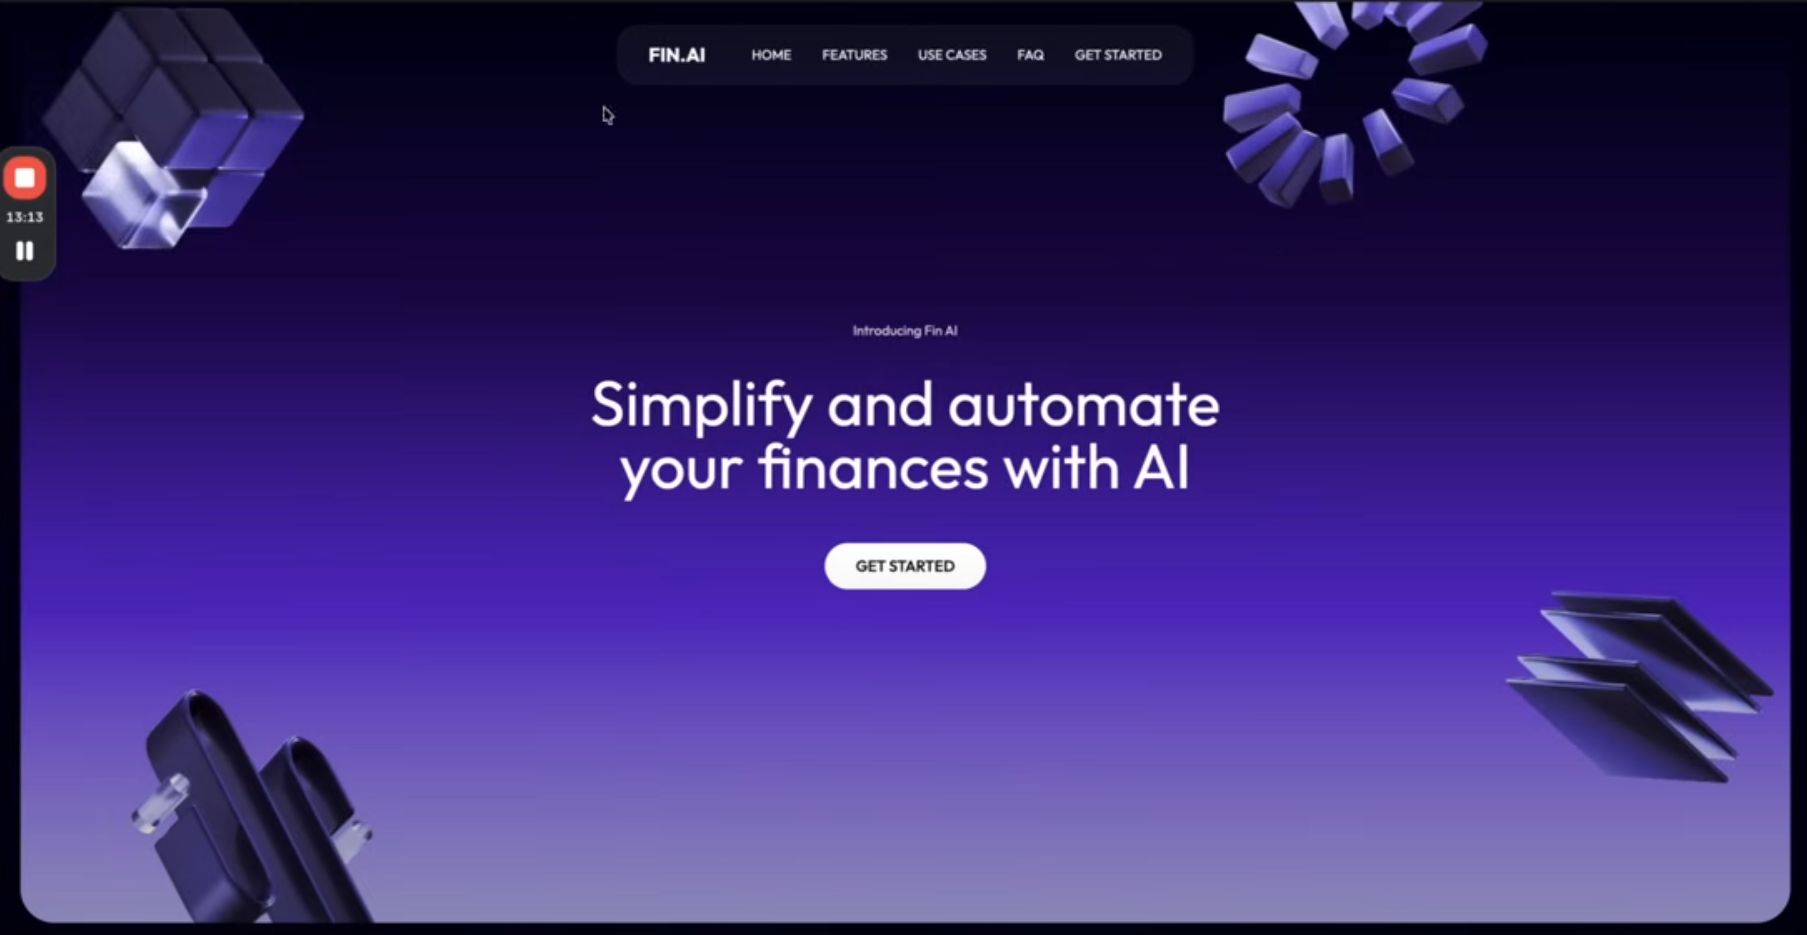 FIN.AI HOME FEATURES USE CASES FAQ GET STARTED
13:13
Introducing Fin AI
Simplify and automate
your finances with AI
GET STARTED